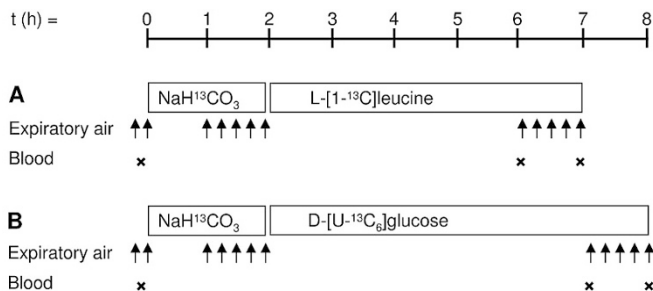 t (h) = 0 1 2 3 4 5 6 7 8
A NaH¹³CO₃ L-[1-¹³C]leucine
Expiratory air
Blood
B NaH¹³CO₃ D-[U-¹³C₆]glucose
Expiratory air
Blood